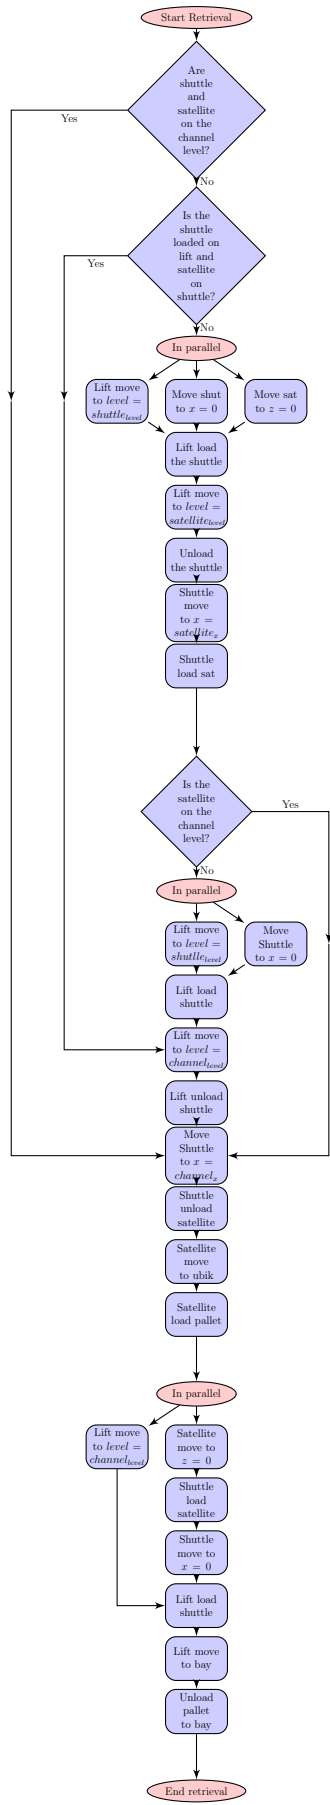 Start Retrieval
Are
shuttle
and
satellite
on the
channel
level?
Yes
No
Is the
shuttle
loaded on
lift and
satellite
on
shuttle?
Yes
No
In parallel
Lift move
to level =
shuttle_level
Move shut
to x = 0
Move sat
to z = 0
Lift load
the shuttle
Lift move
to level =
satellite_level
Unload
the shuttle
Shuttle
move
to x =
satellite_x
Shuttle
load sat
Is the
satellite
on the
channel
level?
Yes
No
In parallel
Lift move
to level =
shutlle_level
Move
Shuttle
to x = 0
Lift load
shuttle
Lift move
to level =
channel_level
Lift unload
shuttle
Move
Shuttle
to x =
channel_x
Shuttle
unload
satellite
Satellite
move
to ubik
Satellite
load pallet
In parallel
Lift move
to level =
channel_level
Satellite
move to
z = 0
Shuttle
load
satellite
Shuttle
move to
x = 0
Lift load
shuttle
Lift move
to bay
Unload
pallet
to bay
End retrieval